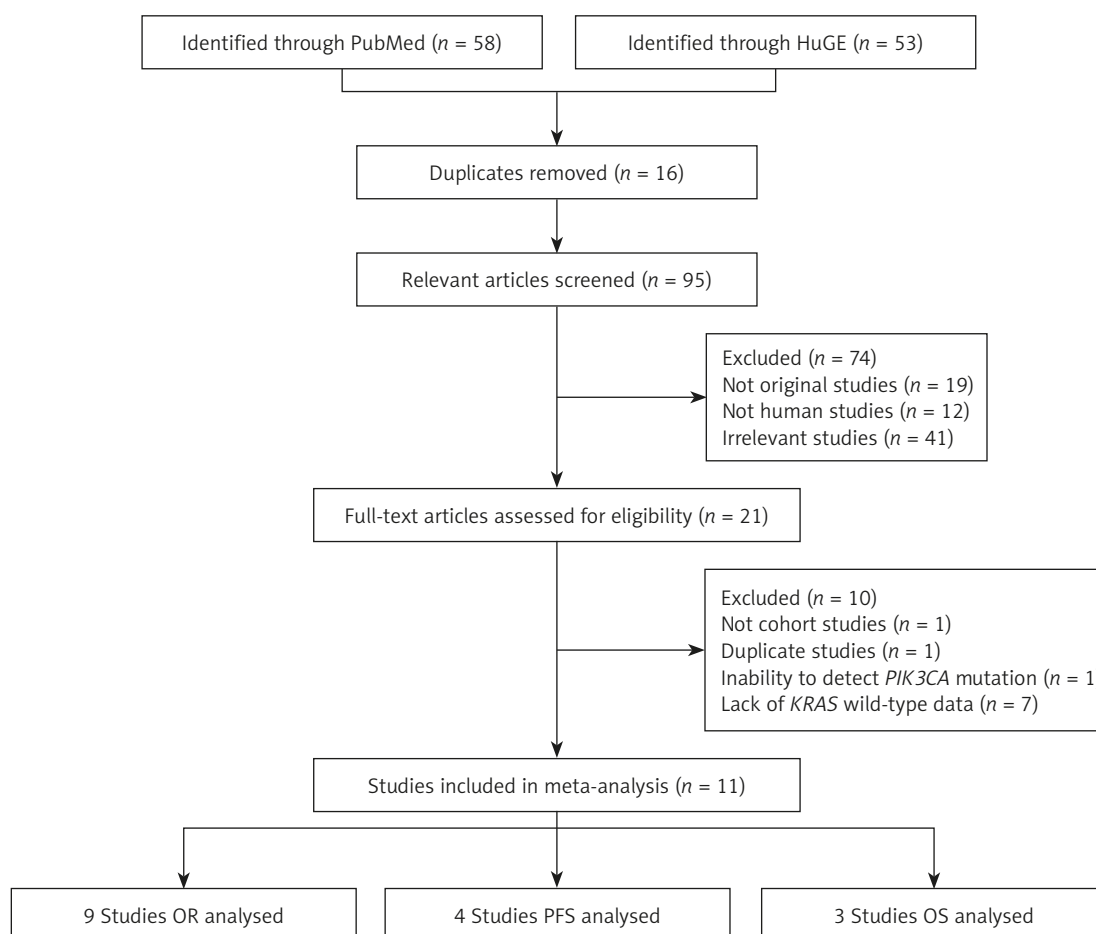 Identified through PubMed (n = 58)
Identified through HuGE (n = 53)
Duplicates removed (n = 16)
Relevant articles screened (n = 95)
Excluded (n = 74)
Not original studies (n = 19)
Not human studies (n = 12)
Irrelevant studies (n = 41)
Full-text articles assessed for eligibility (n = 21)
Excluded (n = 10)
Not cohort studies (n = 1)
Duplicate studies (n = 1)
Inability to detect PIK3CA mutation (n = 1
Lack of KRAS wild-type data (n = 7)
Studies included in meta-analysis (n = 11)
9 Studies OR analysed
4 Studies PFS analysed
3 Studies OS analysed